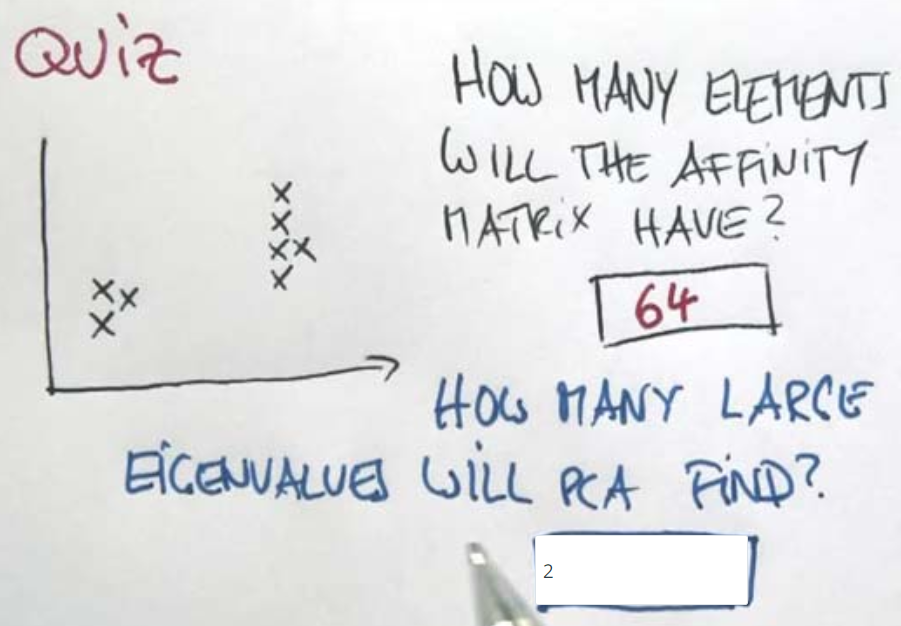 QUiZ
HOW MANY ELEMENTS
WILL THE AFFiNiTY
MATRiX HAVE?
64
HOW MANY LARGE
EiGENVALUES WILL PCA FiND?
2